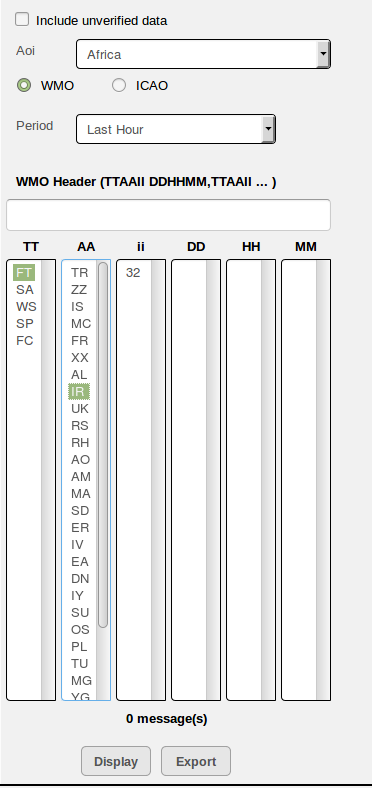 Include unverified data
Aoi Africa
WMO ICAO
Period Last Hour
WMO Header (TTAAII DDHHMM,TTAAII ... )
TT AA ii DD HH MM
FT TR 32
SA ZZ
WS IS
SP MC
FC FR
XX
AL
IR
UK
RS
RH
AO
AM
MA
SD
ER
IV
EA
DN
IY
SU
OS
PL
TU
MG
YG
0 message(s)
Display Export